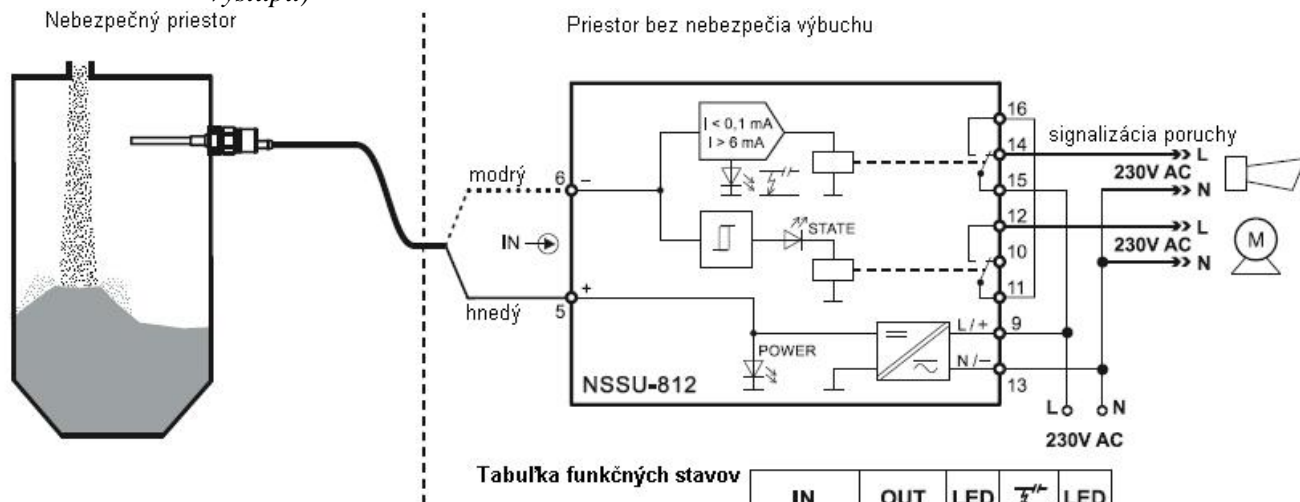 výstupu)
Nebezpečný priestor
Priestor bez nebezpečia výbuchu
16
I < 0,1 mA
I > 6 mA
signalizácia poruchy
14
L
230V AC
modrý
6
–
15
N
12
L
IN
STATE
230V AC
10
N
M
+
11
hnedý
5
L/+
9
POWER
N/–
NSSU-812
13
L
N
230V AC
Tabuľka funkčných stavov
IN
OUT
LED
LED